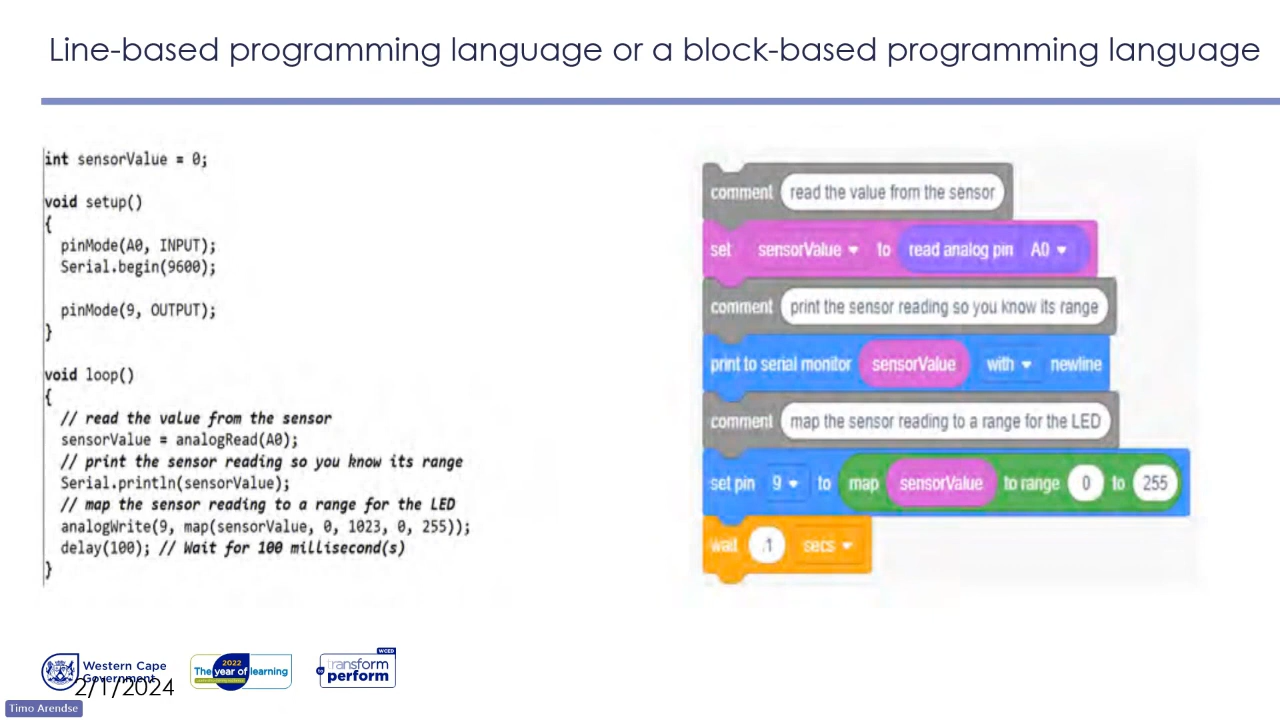 Line-based programming language or a block-based programming language
int sensorValue = 0;
void setup()
{
pinMode(A0, INPUT);
Serial.begin(9600);
pinMode(9, OUTPUT);
}
void loop()
{
// read the value from the sensor
sensorValue = analogRead(A0);
// print the sensor reading so you know its range
Serial.println(sensorValue);
// map the sensor reading to a range for the LED
analogWrite(9, map(sensorValue, 0, 1023, 0, 255));
delay(100); // Wait for 100 millisecond(s)
}
comment read the value from the sensor
set sensorValue to read analog pin A0
comment print the sensor reading so you know its range
print to serial monitor sensorValue with newline
comment map the sensor reading to a range for the LED
set pin 9 to map sensorValue to range 0 to 255
wait .1 secs
Western Cape
Government
2022
The year of learning
WCED
transform
to perform
2/1/2024
Timo Arendse